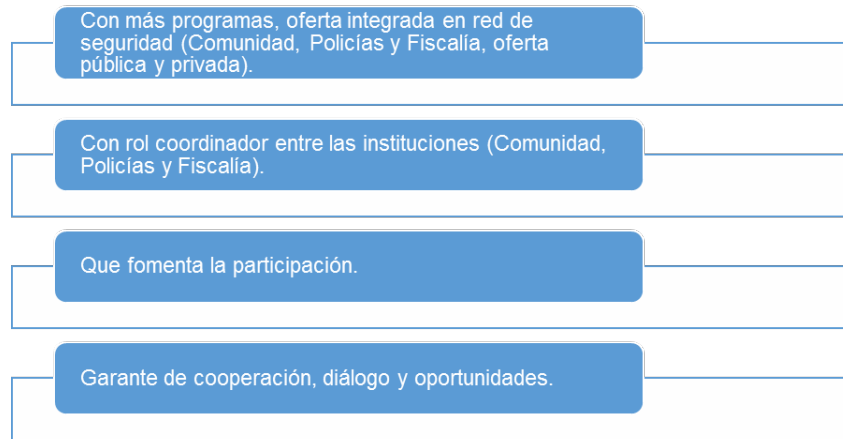 Con más programas, oferta integrada en red de
seguridad (Comunidad, Policías y Fiscalía, oferta
pública y privada).
Con rol coordinador entre las instituciones (Comunidad,
Policías y Fiscalía).
Que fomenta la participación.
Garante de cooperación, diálogo y oportunidades.